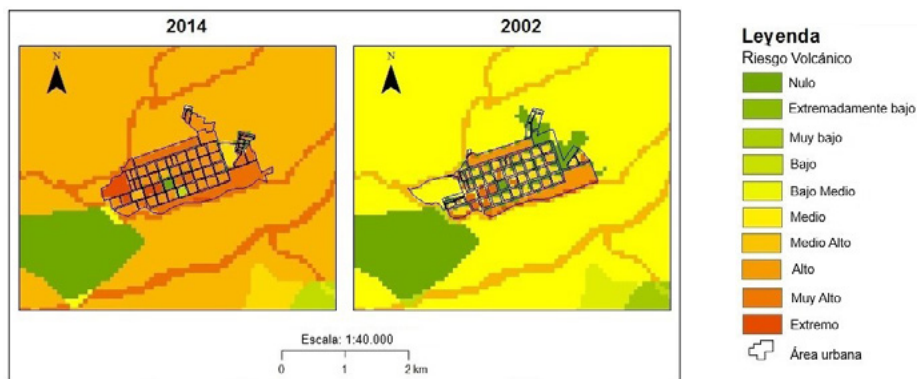 2014
2002
N
N
Escala: 1:40.000
0 1 2 km
Leyenda
Riesgo Volcánico
Nulo
Extremadamente bajo
Muy bajo
Bajo
Bajo Medio
Medio
Medio Alto
Alto
Muy Alto
Extremo
Área urbana